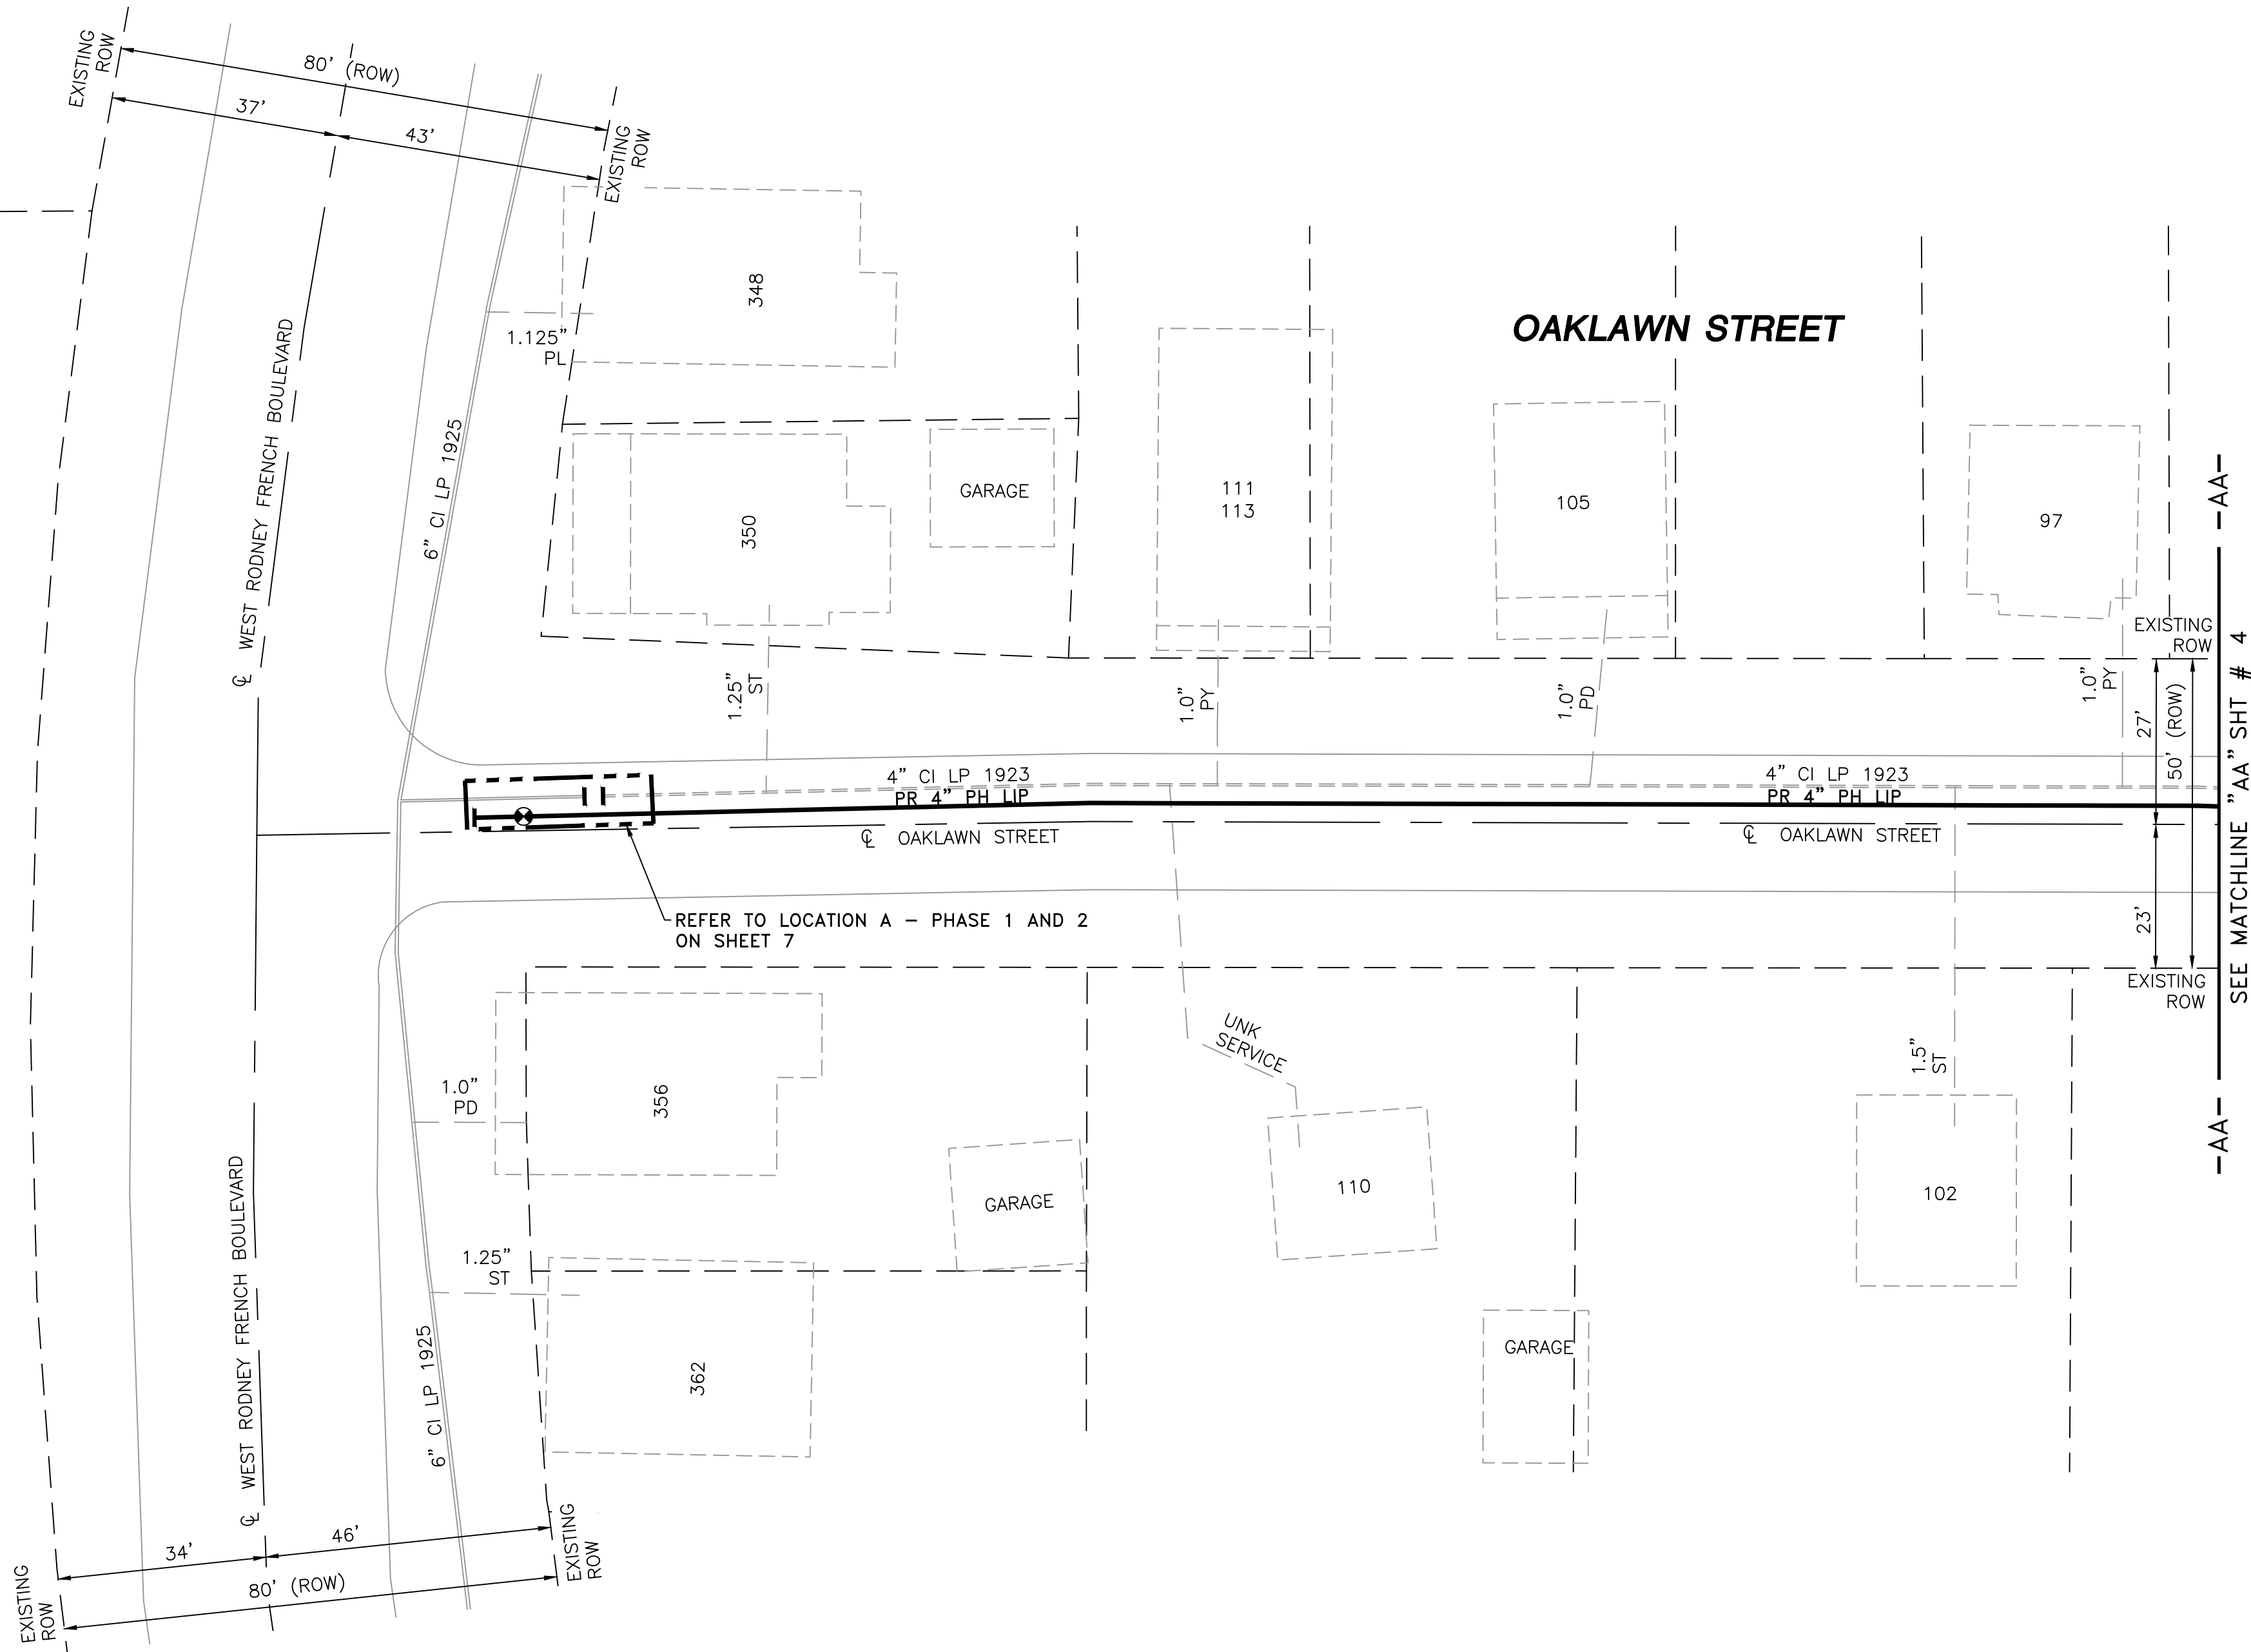 EXISTING
ROW
80' (ROW)
37'
43'
EXISTING
ROW
348
1.125"
PL
OAKLAWN STREET
℄ WEST RODNEY FRENCH BOULEVARD
6" CI LP 1925
350
GARAGE
111
113
105
97
-AA-
EXISTING
ROW
1.25"
ST
1.0"
PY
1.0"
PD
1.0"
PY
27'
50' (ROW)
23'
4" CI LP 1923
PR 4" PH LIP
4" CI LP 1923
PR 4" PH LIP
℄ OAKLAWN STREET
℄ OAKLAWN STREET
SEE MATCHLINE "AA" SHT # 4
REFER TO LOCATION A – PHASE 1 AND 2
ON SHEET 7
EXISTING
ROW
UNK
SERVICE
1.5"
ST
1.0"
PD
356
GARAGE
110
102
-AA-
℄ WEST RODNEY FRENCH BOULEVARD
1.25"
ST
6" CI LP 1925
362
GARAGE
34'
46'
80' (ROW)
EXISTING
ROW
EXISTING
ROW